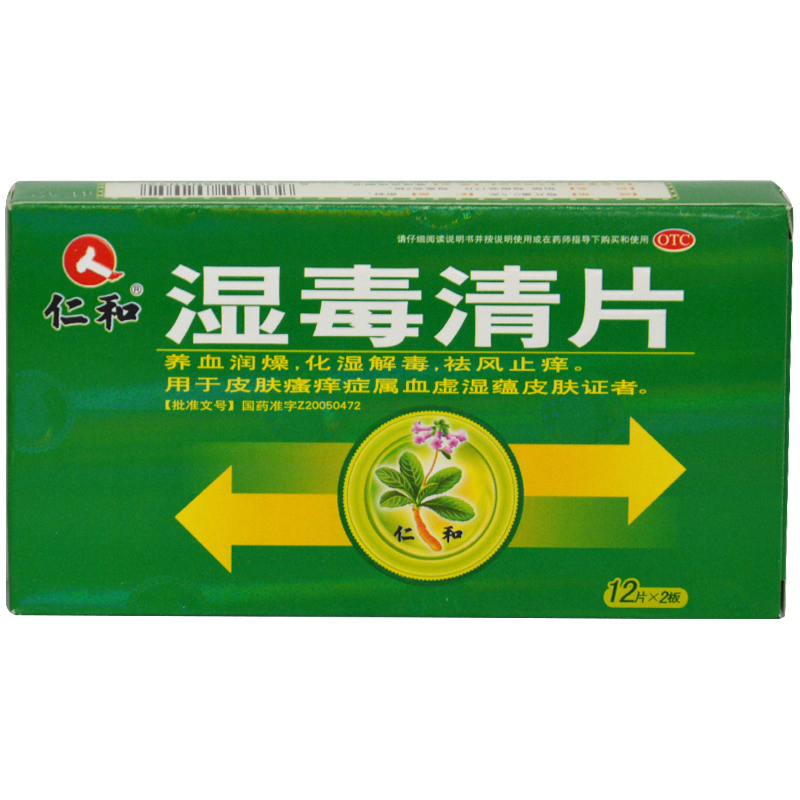 请仔细阅读说明书并按说明使用或在药师指导下购买和使用
OTC
仁和®
湿毒清片
养血润燥,化湿解毒,祛风止痒。
用于皮肤瘙痒症属血虚湿蕴皮肤证者。
【批准文号】国药准字Z20050472
仁和
12片×2板